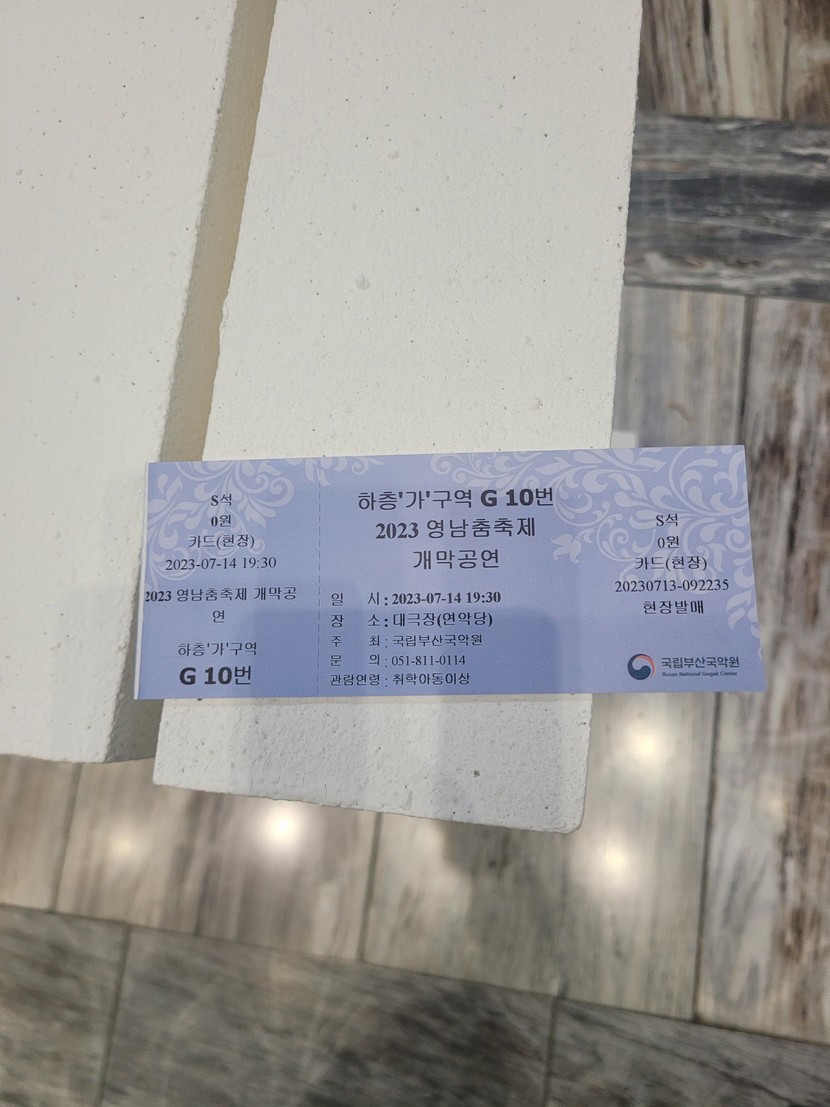 S석
0원
카드(현장)
2023-07-14 19:30
2023 영남춤축제 개막공
연
하층'가'구역
G 10번
하층'가'구역 G 10번
2023 영남춤축제
개막공연
일 시 : 2023-07-14 19:30
장 소 : 대극장(연악당)
주 최 : 국립부산국악원
문 의 : 051-811-0114
관람연령 : 취학아동이상
S석
0원
카드(현장)
20230713-092235
현장발매
국립부산국악원
Busan National Gugak Center